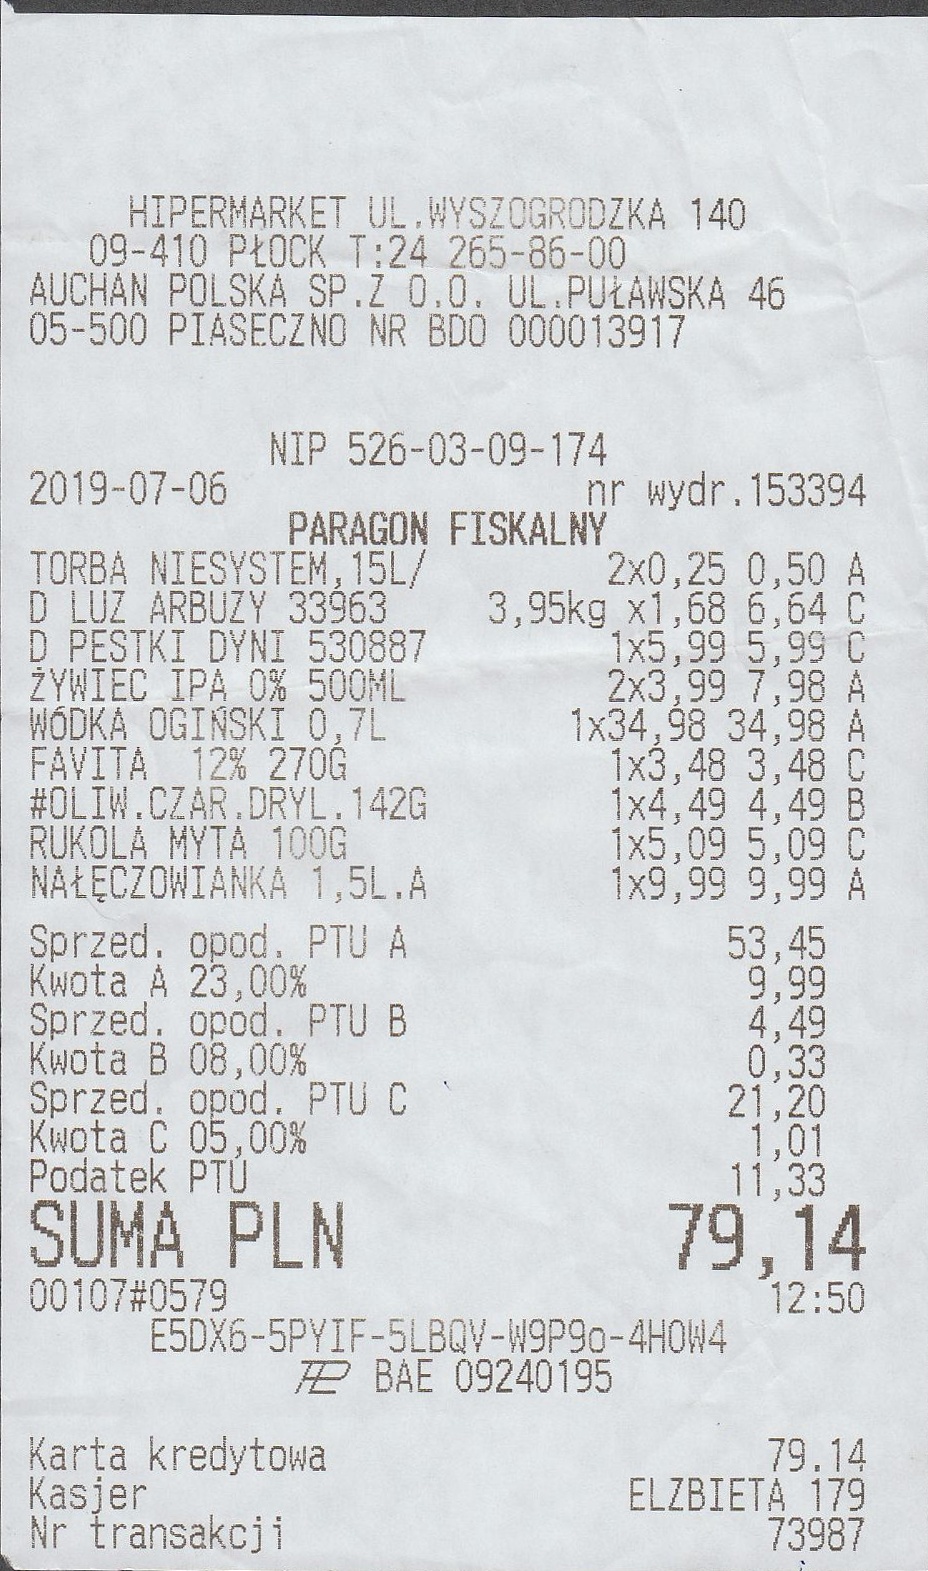 HIPERMARKET UL.WYSZOGRODZKA 140
09-410 PŁOCK T:24 265-86-00
AUCHAN POLSKA SP.Z O.O. UL.PUŁAWSKA 46
05-500 PIASECZNO NR BDO 000013917
NIP 526-03-09-174
2019-07-06 nr wydr.153394
PARAGON FISKALNY
TORBA NIESYSTEM,15L/ 2x0,25 0,50 A
D LUZ ARBUZY 33963 3,95kg x1,68 6,64 C
D PESTKI DYNI 530887 1x5,99 5,99 C
ŻYWIEC IPA 0% 500ML 2x3,99 7,98 A
WÓDKA OGIŃSKI 0,7L 1x34,98 34,98 A
FAVITA 12% 270G 1x3,48 3,48 C
#OLIW.CZAR.DRYL.142G 1x4,49 4,49 B
RUKOLA MYTA 100G 1x5,09 5,09 C
NAŁĘCZOWIANKA 1,5L.A 1x9,99 9,99 A
Sprzed. opod. PTU A 53,45
Kwota A 23,00% 9,99
Sprzed. opod. PTU B 4,49
Kwota B 08,00% 0,33
Sprzed. opod. PTU C 21,20
Kwota C 05,00% 1,01
Podatek PTU 11,33
SUMA PLN 79,14
00107#0579 12:50
E5DX6-5PYIF-5LBQV-W9P9o-4HOW4
PL BAE 09240195
Karta kredytowa 79.14
Kasjer ELZBIETA 179
Nr transakcji 73987